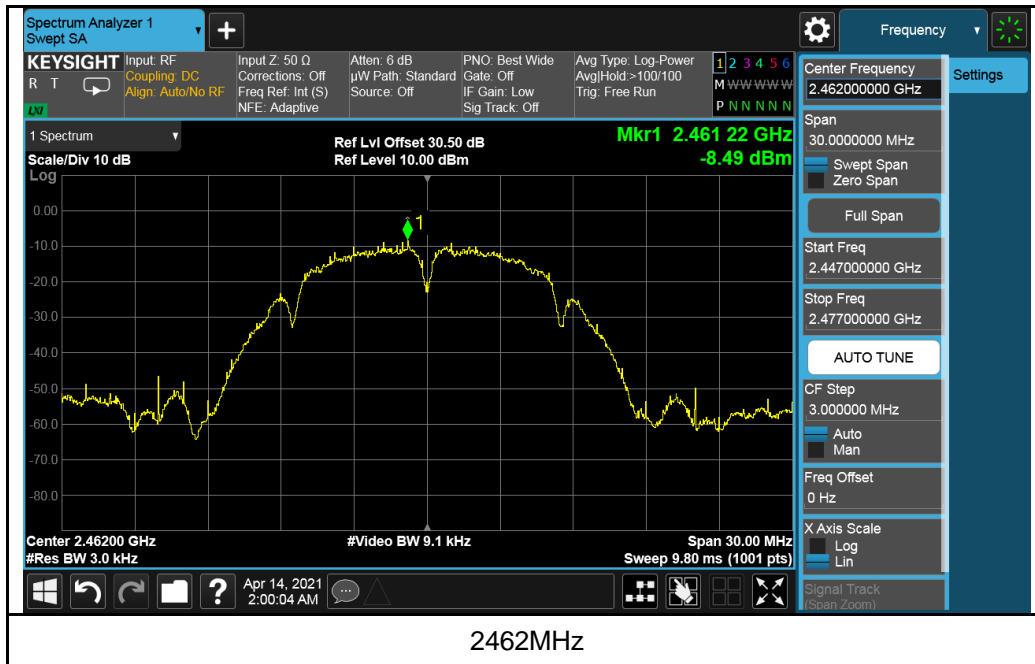 Spectrum Analyzer 1
Swept SA
+
Frequency
KEYSIGHT
R T
LXI
Input: RF
Coupling: DC
Align: Auto/No RF
Input Z: 50 Ω
Corrections: Off
Freq Ref: Int (S)
NFE: Adaptive
Atten: 6 dB
µW Path: Standard
Source: Off
PNO: Best Wide
Gate: Off
IF Gain: Low
Sig Track: Off
Avg Type: Log-Power
Avg|Hold:>100/100
Trig: Free Run
1 2 3 4 5 6
M W W W W W
P N N N N N
1 Spectrum
Scale/Div 10 dB
Log
Ref Lvl Offset 30.50 dB
Ref Level 10.00 dBm
Mkr1 2.461 22 GHz
-8.49 dBm
1
0.00
-10.0
-20.0
-30.0
-40.0
-50.0
-60.0
-70.0
-80.0
Center 2.46200 GHz
#Res BW 3.0 kHz
#Video BW 9.1 kHz
Span 30.00 MHz
Sweep 9.80 ms (1001 pts)
Center Frequency
2.462000000 GHz
Settings
Span
30.0000000 MHz
Swept Span
Zero Span
Full Span
Start Freq
2.447000000 GHz
Stop Freq
2.477000000 GHz
AUTO TUNE
CF Step
3.000000 MHz
Auto
Man
Freq Offset
0 Hz
X Axis Scale
Log
Lin
Signal Track
(Span Zoom)
?
Apr 14, 2021
2:00:04 AM
2462MHz